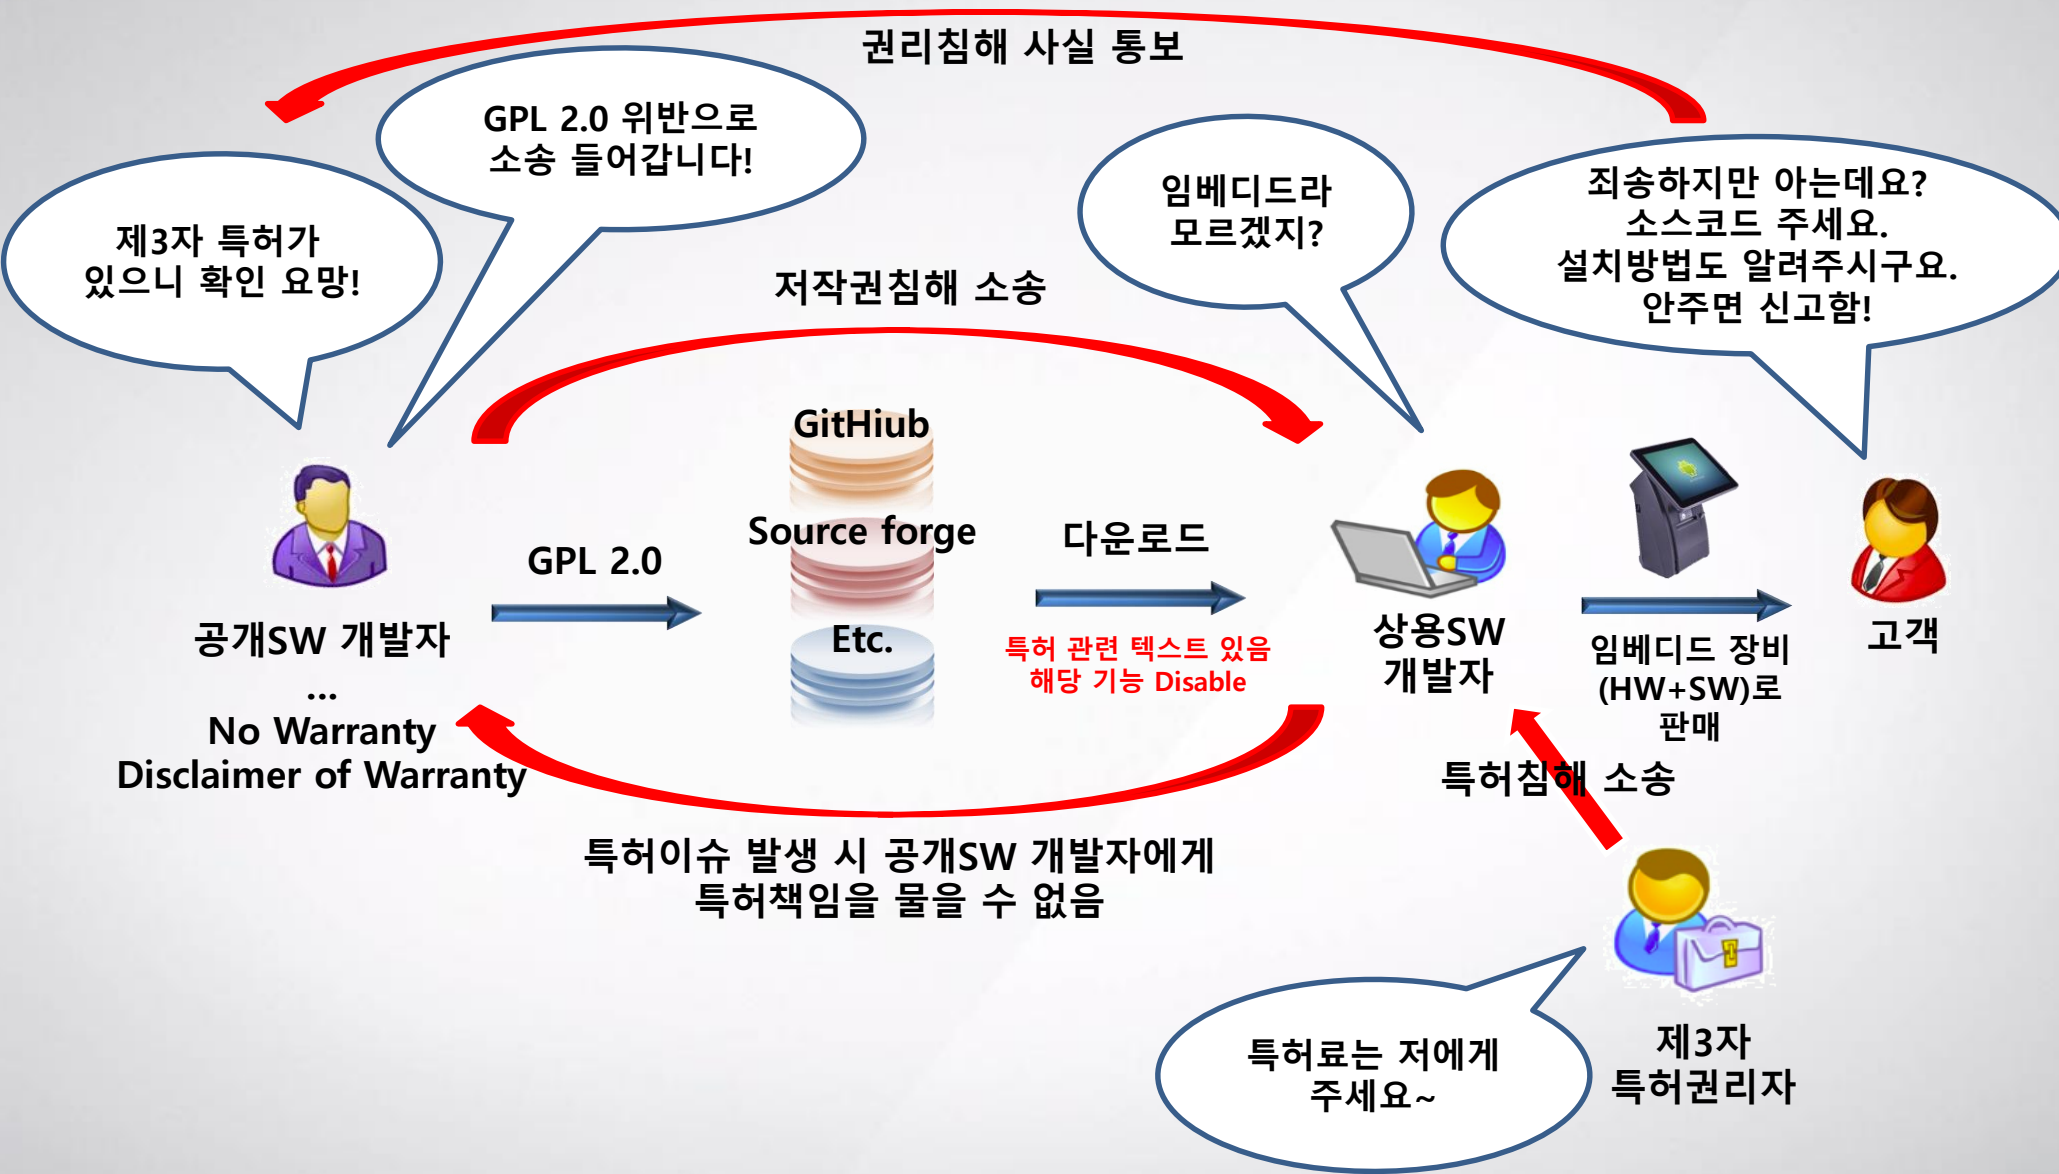 권리침해 사실 통보
GPL 2.0 위반으로
소송 들어갑니다!
제3자 특허가
있으니 확인 요망!
임베디드라
모르겠지?
죄송하지만 아는데요?
소스코드 주세요.
설치방법도 알려주시구요.
안주면 신고함!
저작권침해 소송
GitHiub
Source forge
Etc.
GPL 2.0
다운로드
특허 관련 텍스트 있음
해당 기능 Disable
공개SW 개발자
...
No Warranty
Disclaimer of Warranty
상용SW
개발자
임베디드 장비
(HW+SW)로
판매
고객
특허침해 소송
특허이슈 발생 시 공개SW 개발자에게
특허책임을 물을 수 없음
특허료는 저에게
주세요~
제3자
특허권리자